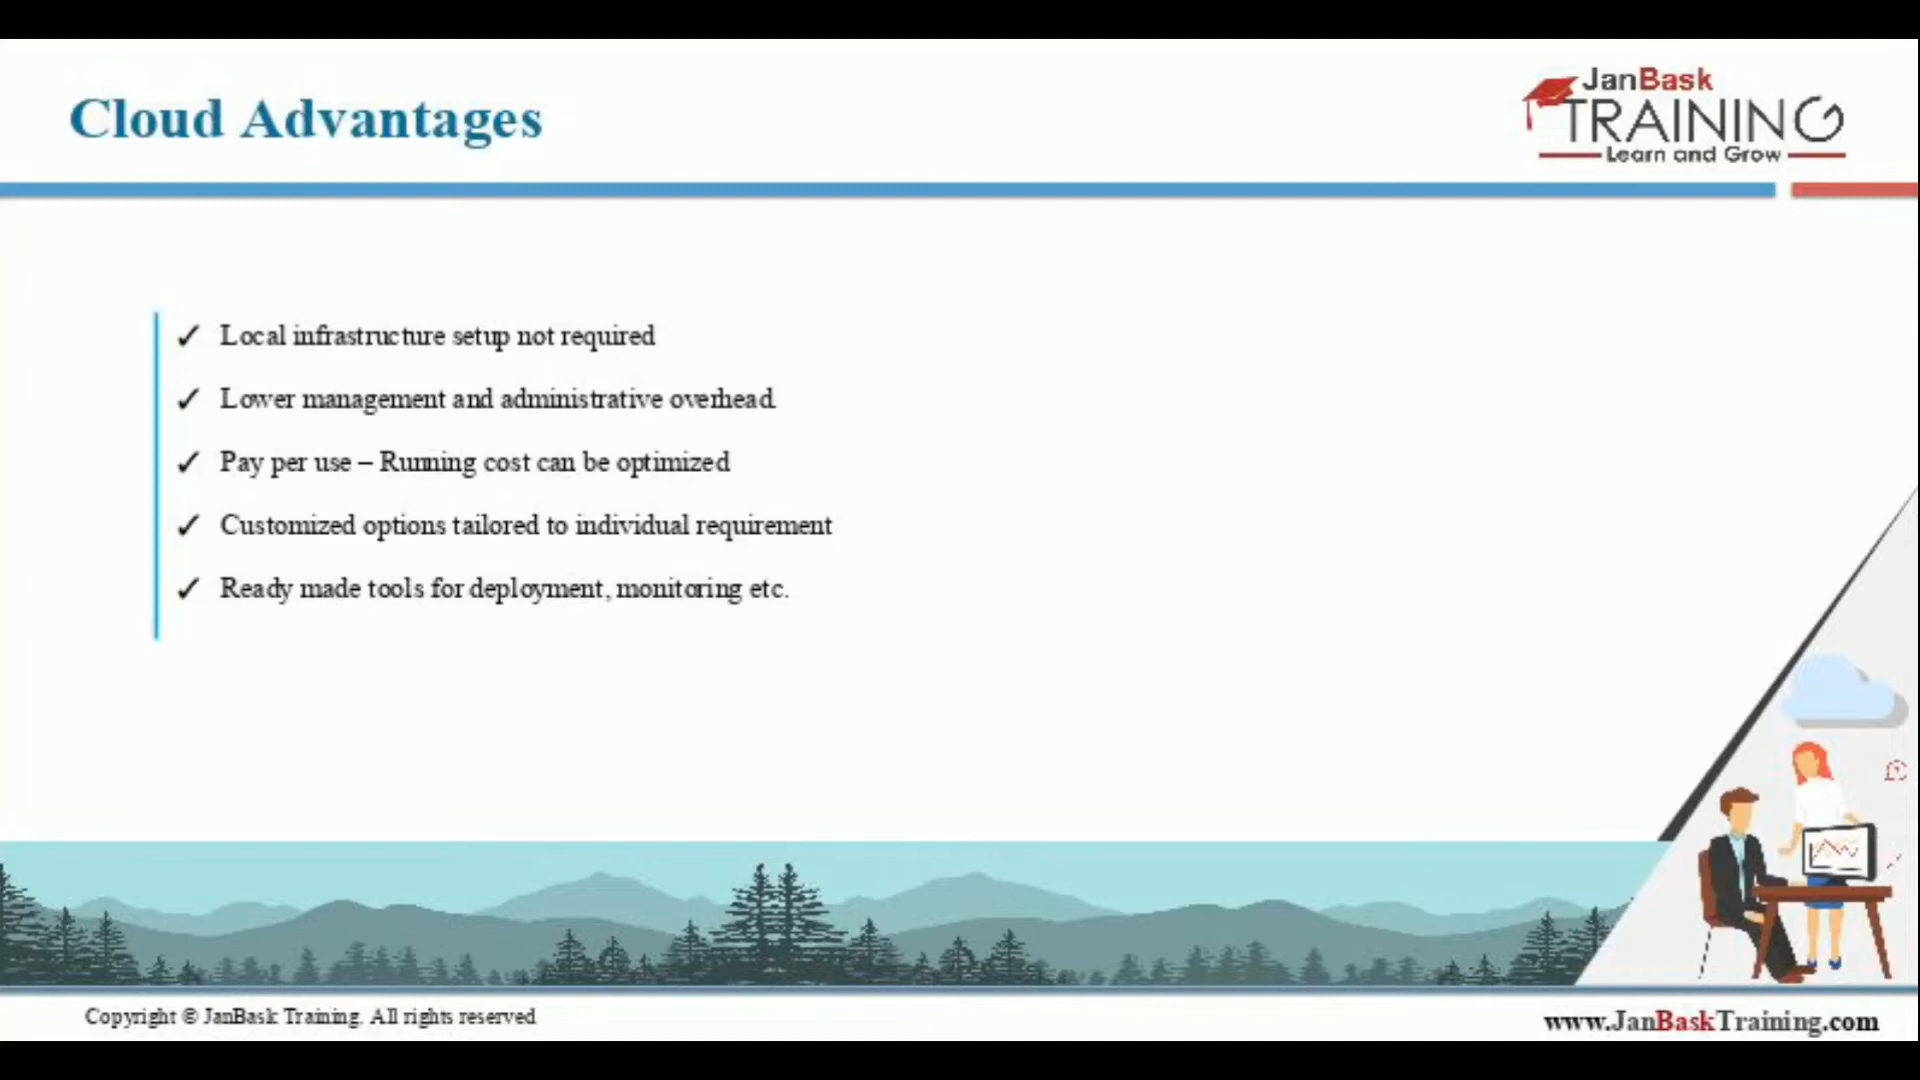 Cloud Advantages
JanBask
TRAINING
Learn and Grow
✓ Local infrastructure setup not required
✓ Lower management and administrative overhead.
✓ Pay per use – Running cost can be optimized
✓ Customized options tailored to individual requirement
✓ Ready made tools for deployment, monitoring etc.
Copyright © JanBask Training. All rights reserved
www.JanBaskTraining.com